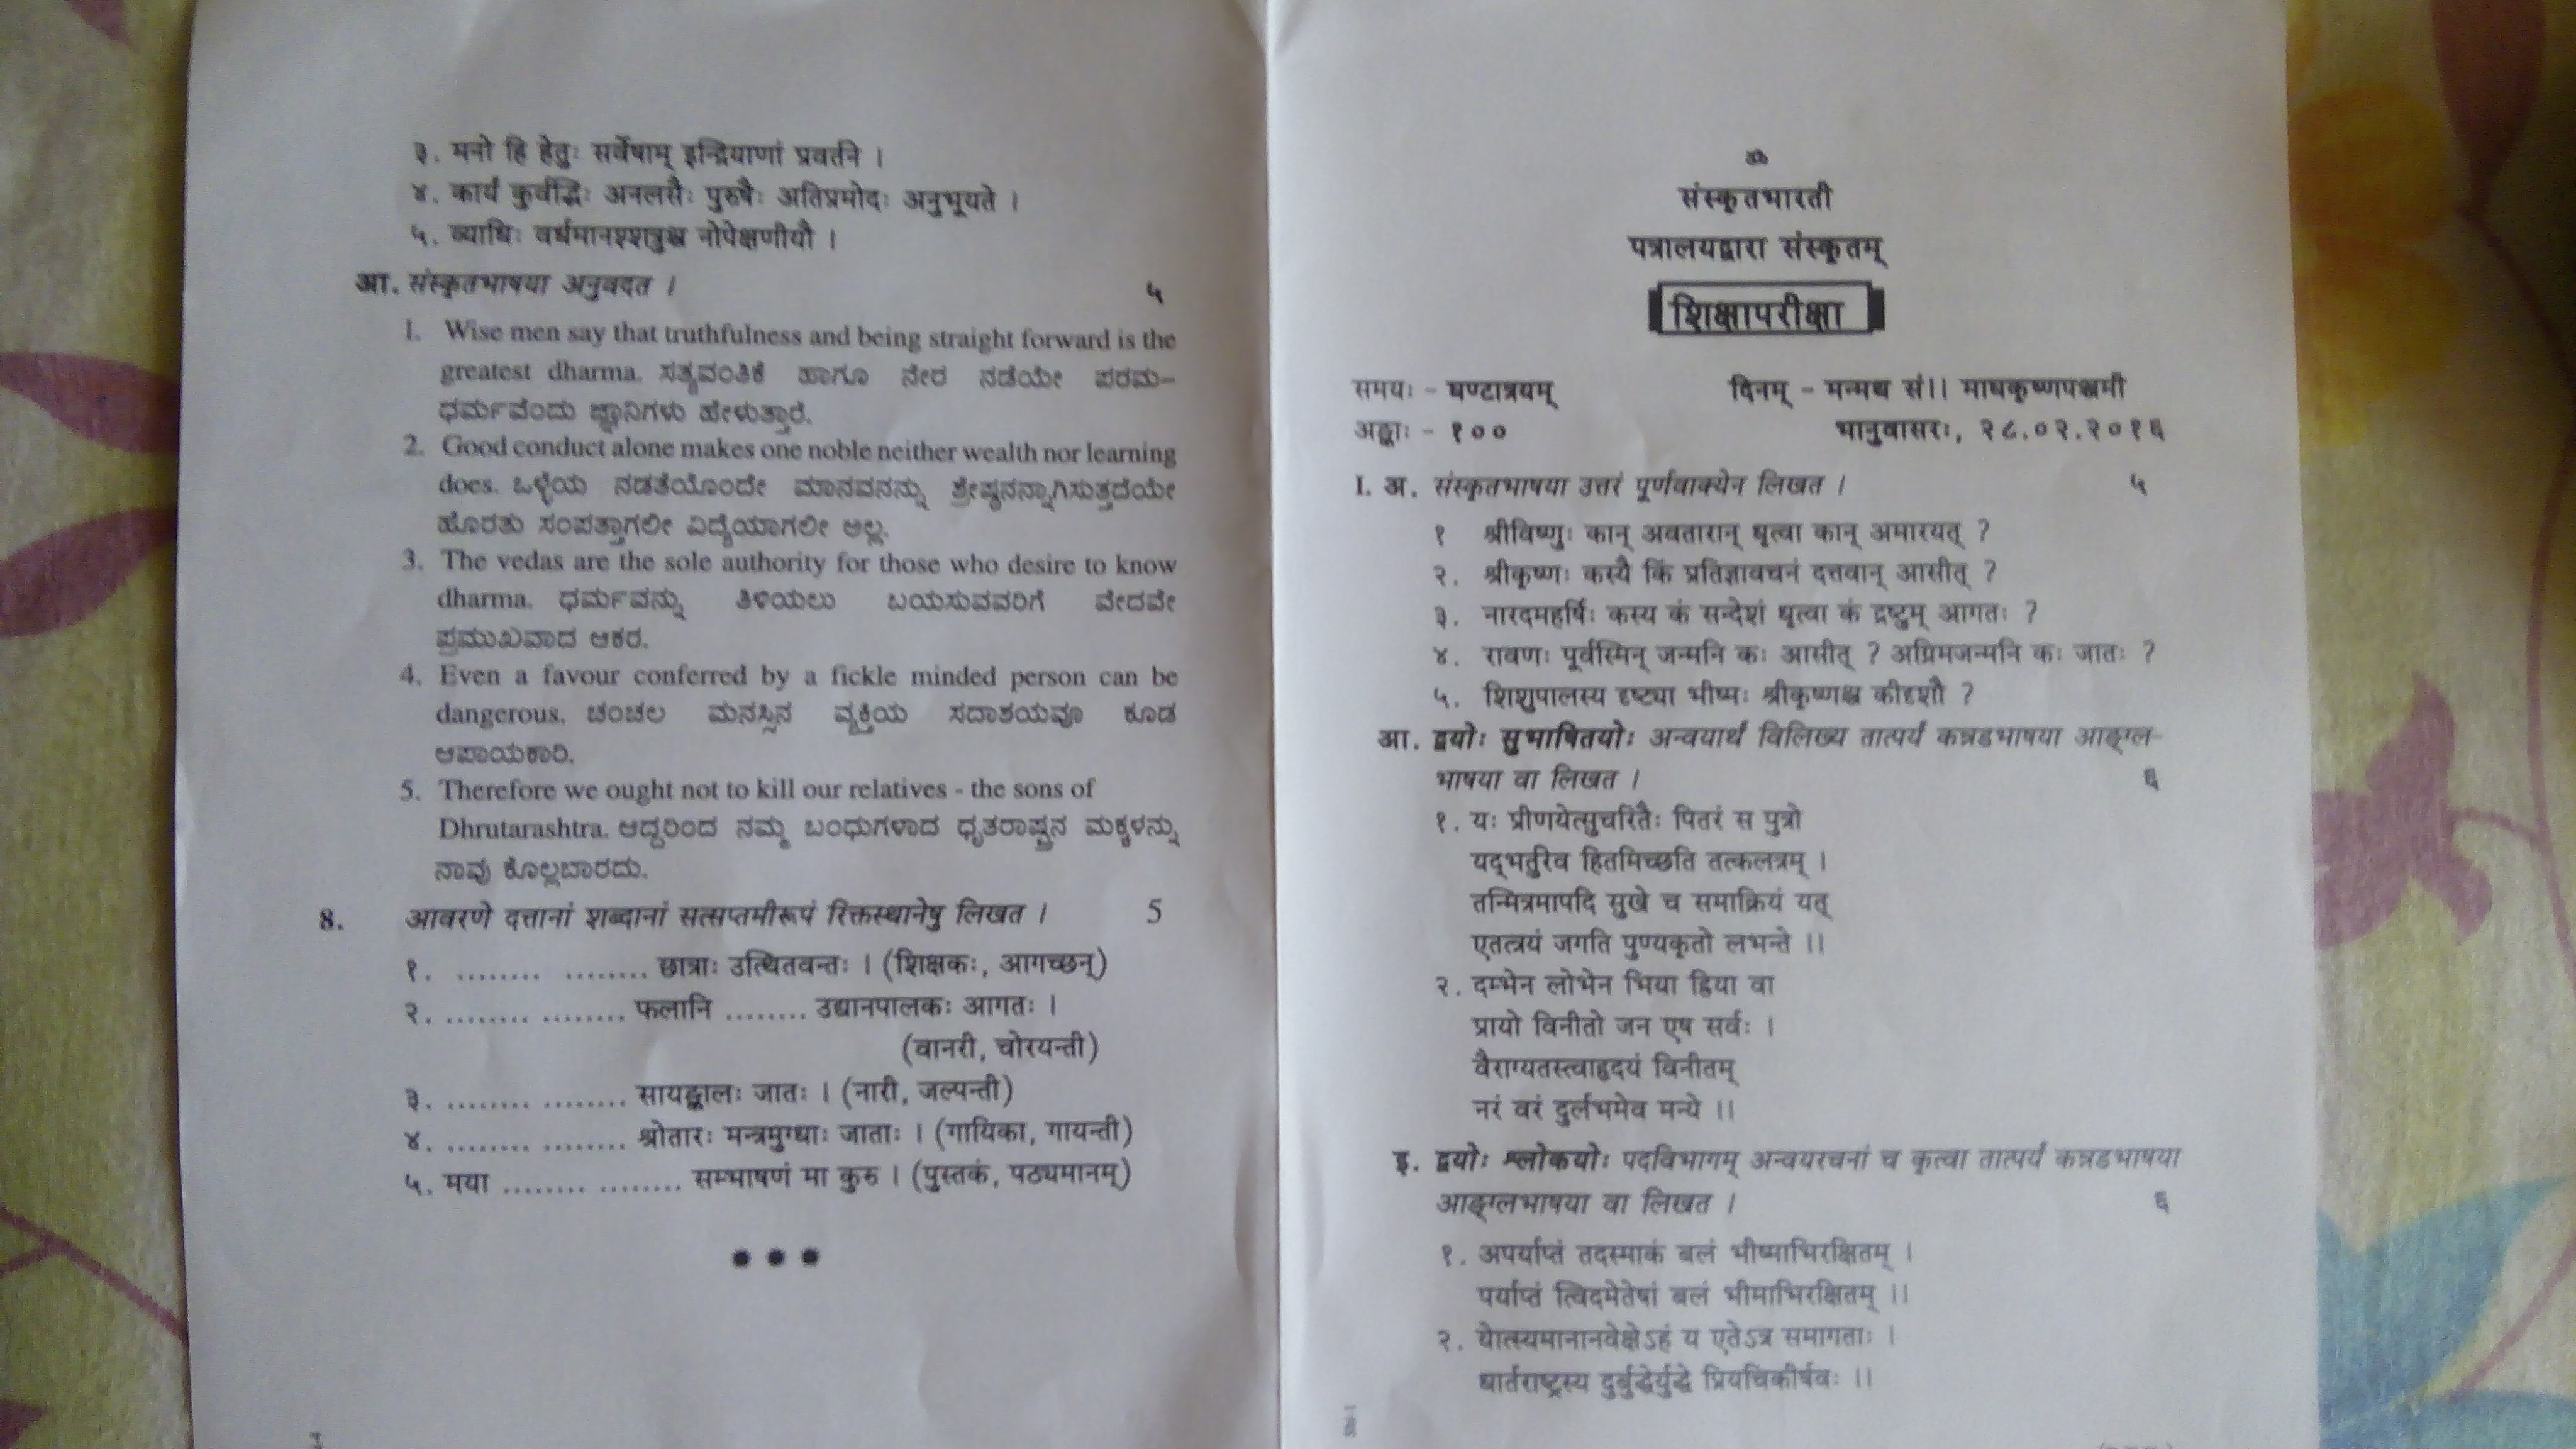 ३. मनो हि हेतुः सर्वेषाम् इन्द्रियाणां प्रवर्तने ।
४. कार्यं कुर्वद्भिः अनलसैः पुरुषैः अतिप्रमोदः अनुभूयते ।
५. व्याधिः वर्धमानश्शत्रुश्च नोपेक्षणीयौ ।
आ. संस्कृतभाषया अनुवदत । ५
1. Wise men say that truthfulness and being straight forward is the
greatest dharma. ಸತ್ಯವಂತಿಕೆ ಹಾಗೂ ನೇರ ನಡೆಯೇ ಪರಮ-
ಧರ್ಮವೆಂದು ಜ್ಞಾನಿಗಳು ಹೇಳುತ್ತಾರೆ.
2. Good conduct alone makes one noble neither wealth nor learning
does. ಒಳ್ಳೆಯ ನಡತೆಯೊಂದೇ ಮಾನವನನ್ನು ಶ್ರೇಷ್ಠನನ್ನಾಗಿಸುತ್ತದೆಯೇ
ಹೊರತು ಸಂಪತ್ತಾಗಲೀ ವಿದ್ಯೆಯಾಗಲೀ ಅಲ್ಲ.
3. The vedas are the sole authority for those who desire to know
dharma. ಧರ್ಮವನ್ನು ತಿಳಿಯಲು ಬಯಸುವವರಿಗೆ ವೇದವೇ
ಪ್ರಮುಖವಾದ ಆಕರ.
4. Even a favour conferred by a fickle minded person can be
dangerous. ಚಂಚಲ ಮನಸ್ಸಿನ ವ್ಯಕ್ತಿಯ ಸದಾಶಯವೂ ಕೂಡ
ಅಪಾಯಕಾರಿ.
5. Therefore we ought not to kill our relatives - the sons of
Dhrutarashtra. ಆದ್ದರಿಂದ ನಮ್ಮ ಬಂಧುಗಳಾದ ಧೃತರಾಷ್ಟ್ರನ ಮಕ್ಕಳನ್ನು
ನಾವು ಕೊಲ್ಲಬಾರದು.
8. आवरणे दत्तानां शब्दानां सत्सप्तमीरूपं रिक्तस्थानेषु लिखत । 5
१. ........ ........ छात्राः उत्थितवन्तः । (शिक्षकः, आगच्छन्)
२. ........ ........ फलानि ........ उद्यानपालकः आगतः ।
(वानरी, चोरयन्ती)
३. ........ ........ सायङ्कालः जातः । (नारी, जल्पन्ती)
४. ........ ........ श्रोतारः मन्त्रमुग्धाः जाताः । (गायिका, गायन्ती)
५. मया ........ ........ सम्भाषणं मा कुरु । (पुस्तकं, पठ्यमानम्)
● ● ●
ॐ
संस्कृतभारती
पत्रालयद्वारा संस्कृतम्
शिक्षापरीक्षा
समयः - घण्टात्रयम् दिनम् - मन्मथ सं।। माघकृष्णपञ्चमी
अङ्काः - १०० भानुवासरः, २८.०२.२०१६
I. अ. संस्कृतभाषया उत्तरं पूर्णवाक्येन लिखत । ५
१ श्रीविष्णुः कान् अवतारान् धृत्वा कान् अमारयत् ?
२. श्रीकृष्णः कस्यै किं प्रतिज्ञावचनं दत्तवान् आसीत् ?
३. नारदमहर्षिः कस्य कं सन्देशं धृत्वा कं द्रष्टुम् आगतः ?
४. रावणः पूर्वस्मिन् जन्मनि कः आसीत् ? अग्रिमजन्मनि कः जातः ?
५. शिशुपालस्य दृष्ट्या भीष्मः श्रीकृष्णश्च कीदृशौ ?
आ. द्वयोः सुभाषितयोः अन्वयार्थं विलिख्य तात्पर्यं कन्नडभाषया आङ्ग्ल-
भाषया वा लिखत । ६
१. यः प्रीणयेत्सुचरितैः पितरं स पुत्रो
यद्भर्तुरेव हितमिच्छति तत्कलत्रम् ।
तन्मित्रमापदि सुखे च समाक्रियं यत्
एतत्त्रयं जगति पुण्यकृतो लभन्ते ।।
२. दम्भेन लोभेन भिया ह्रिया वा
प्रायो विनीतो जन एष सर्वः ।
वैराग्यतस्त्वाहृदयं विनीतम्
नरं वरं दुर्लभमेव मन्ये ।।
इ. द्वयोः श्लोकयोः पदविभागम् अन्वयरचनां च कृत्वा तात्पर्यं कन्नडभाषया
आङ्ग्लभाषया वा लिखत । ६
१. अपर्याप्तं तदस्माकं बलं भीष्माभिरक्षितम् ।
पर्याप्तं त्विदमेतेषां बलं भीमाभिरक्षितम् ।।
२. योत्स्यमानानवेक्षेऽहं य एतेऽत्र समागताः ।
धार्तराष्ट्रस्य दुर्बुद्धेर्युद्धे प्रियचिकीर्षवः ।।